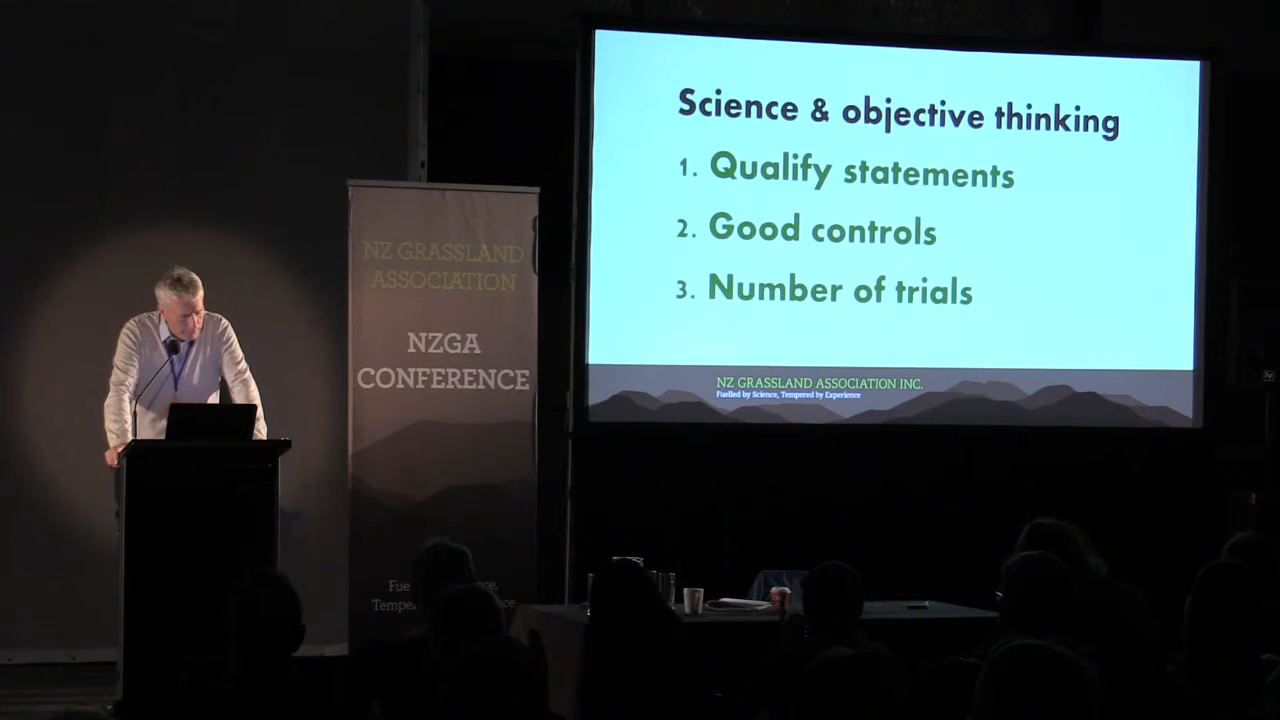 Science & objective thinking
1. Qualify statements
2. Good controls
3. Number of trials
NZ GRASSLAND ASSOCIATION INC.
Fuelled by Science, Tempered by Experience
NZ GRASSLAND
ASSOCIATION
NZGA
CONFERENCE